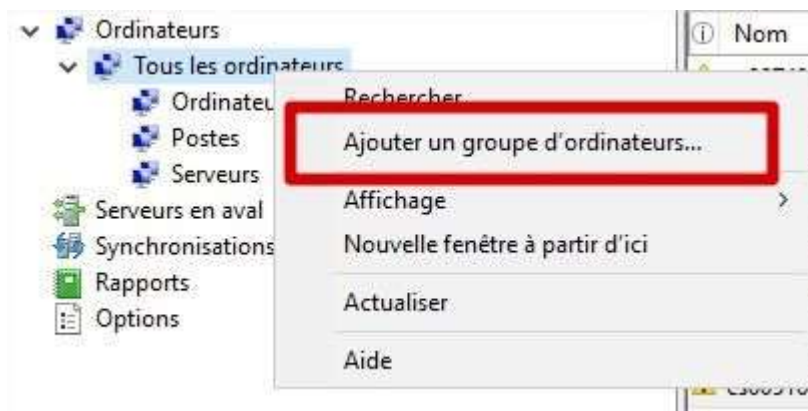 Ordinateurs
Nom
Tous les ordinateurs
Rechercher
Ajouter un groupe d'ordinateurs...
Postes
Serveurs
Affichage
Serveurs en aval
Synchronisations
Nouvelle fenêtre à partir d'ici
Rapports
Actualiser
Options
Aide